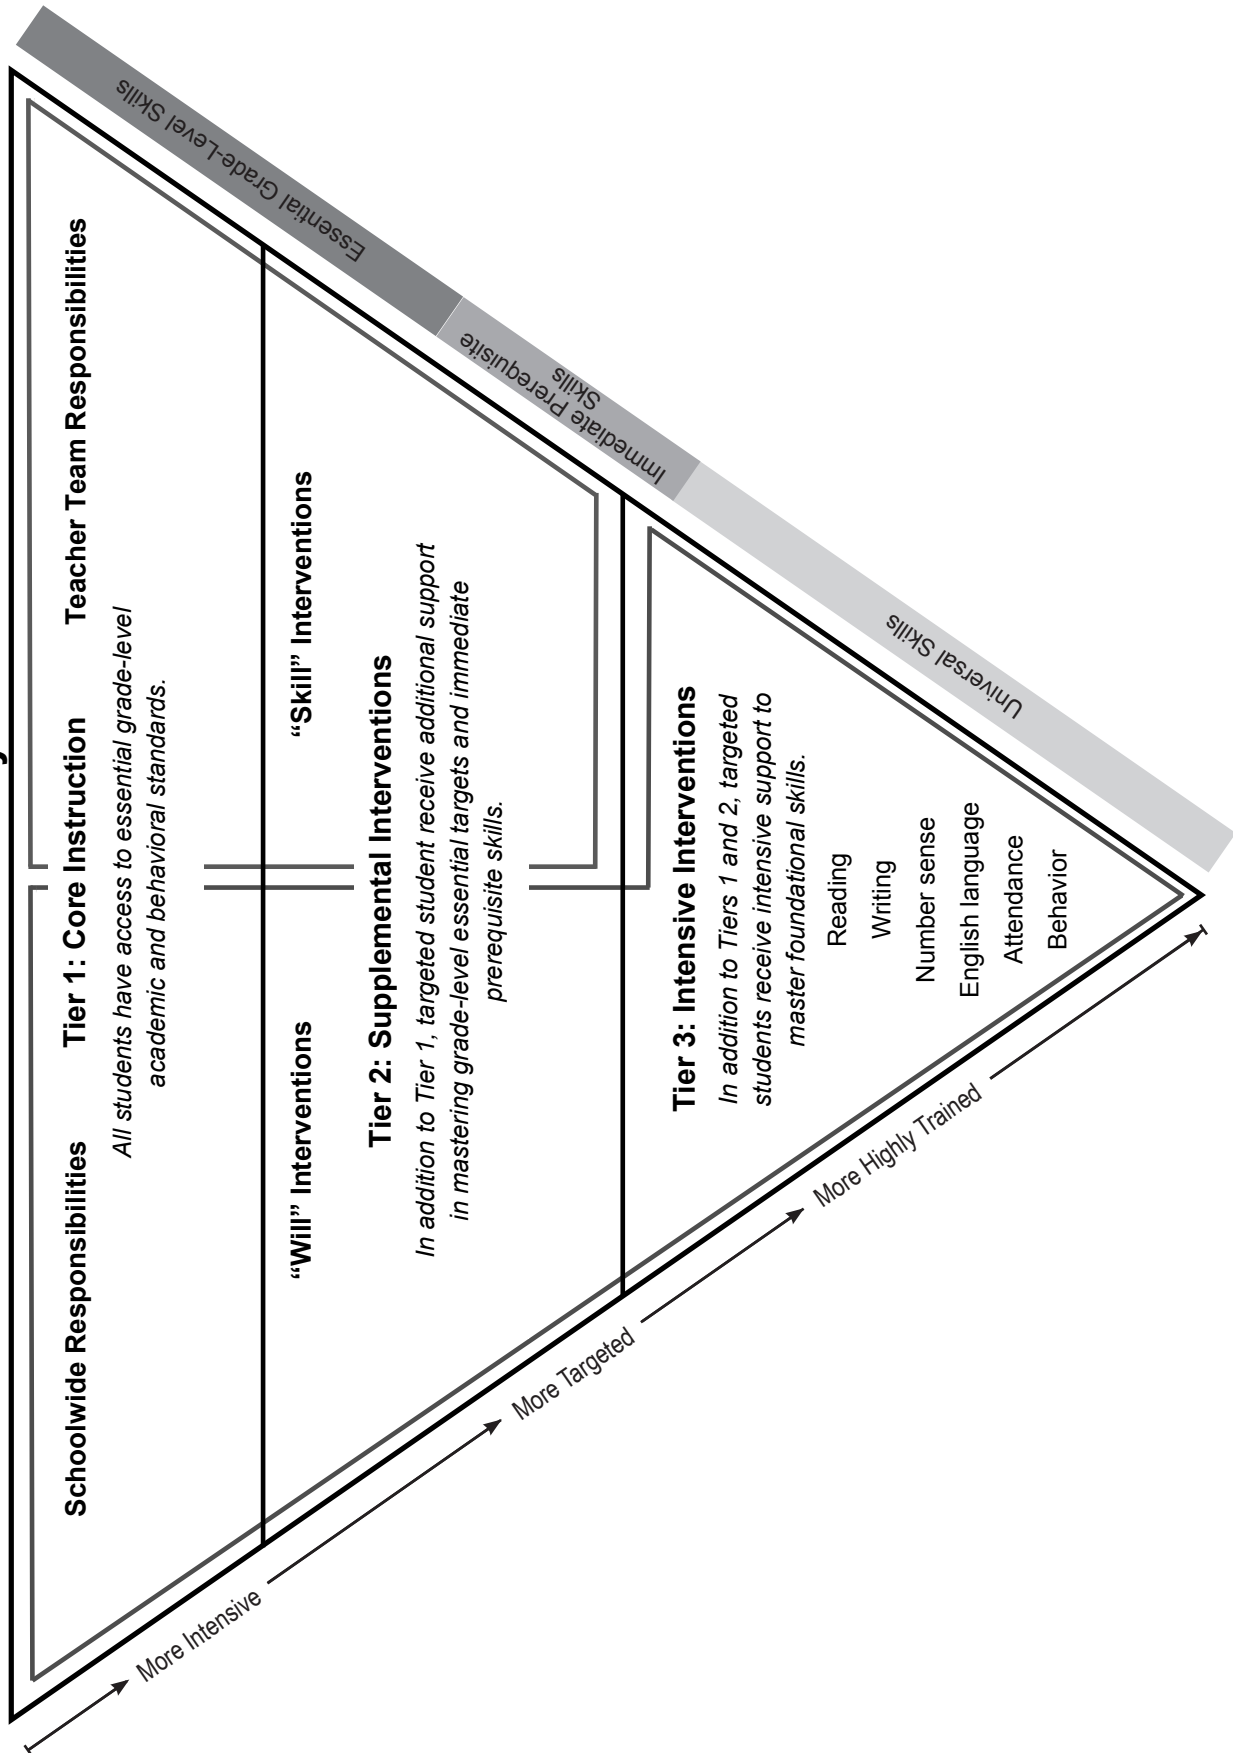 Schoolwide Responsibilities
Tier 1: Core Instruction
Teacher Team Responsibilities
All students have access to essential grade-level
academic and behavioral standards.
“Will” Interventions
“Skill” Interventions
Tier 2: Supplemental Interventions
In addition to Tier 1, targeted student receive additional support
in mastering grade-level essential targets and immediate
prerequisite skills.
Tier 3: Intensive Interventions
In addition to Tiers 1 and 2, targeted
students receive intensive support to
master foundational skills.
Reading
Writing
Number sense
English language
Attendance
Behavior
More Intensive
More Targeted
More Highly Trained
Essential Grade-Level Skills
Immediate Prerequisite
Skills
Universal Skills